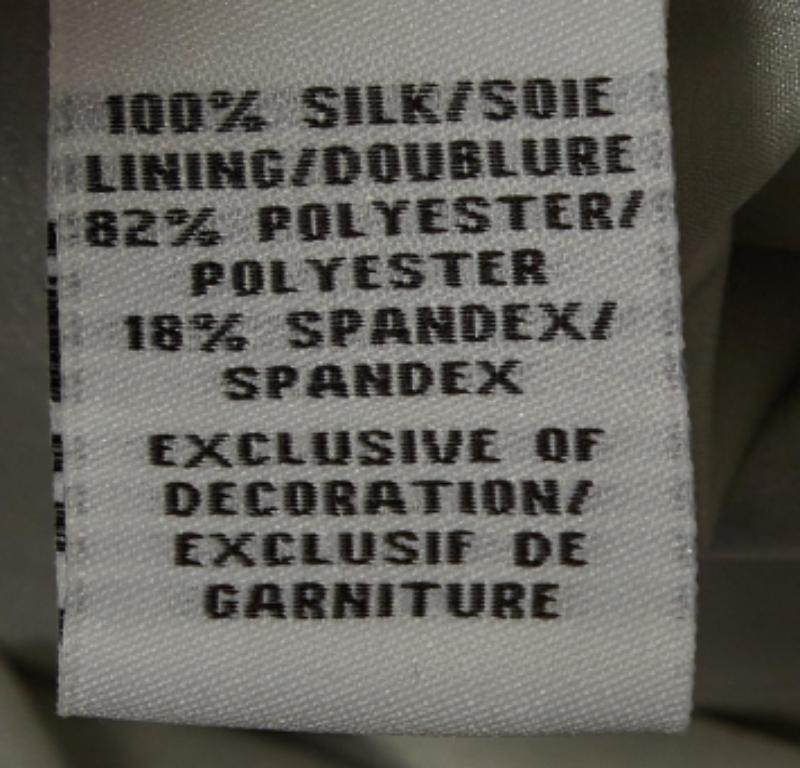 100% SILK/SOIE
LINING/DOUBLURE
82% POLYESTER/
POLYESTER
18% SPANDEX/
SPANDEX
EXCLUSIVE OF
DECORATION/
EXCLUSIF DE
GARNITURE